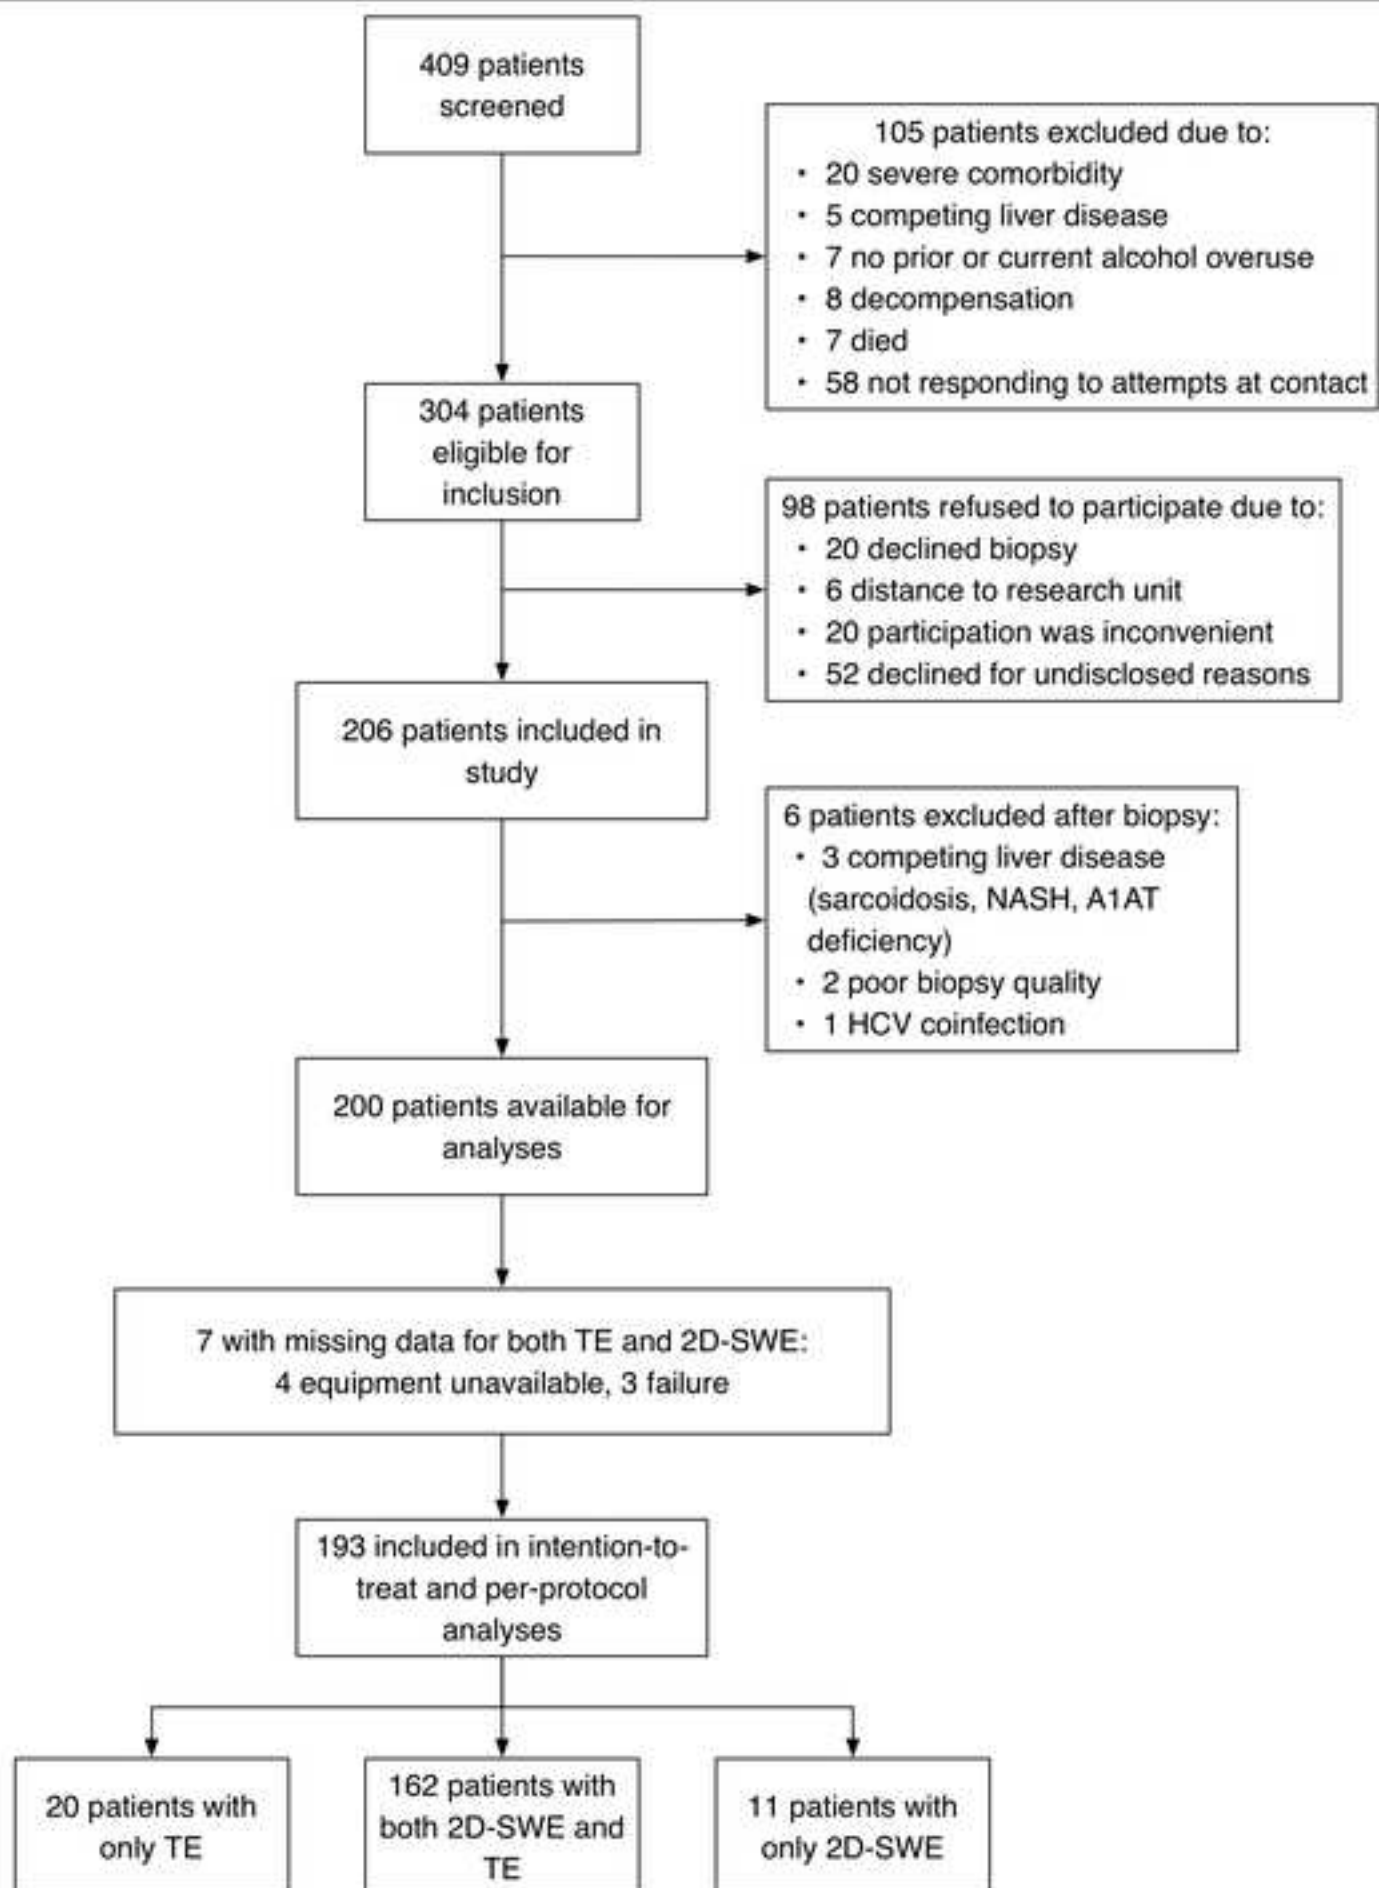 409 patients
screened
105 patients excluded due to:
• 20 severe comorbidity
• 5 competing liver disease
• 7 no prior or current alcohol overuse
• 8 decompensation
• 7 died
• 58 not responding to attempts at contact
304 patients
eligible for
inclusion
98 patients refused to participate due to:
• 20 declined biopsy
• 6 distance to research unit
• 20 participation was inconvenient
• 52 declined for undisclosed reasons
206 patients included in
study
6 patients excluded after biopsy:
• 3 competing liver disease
(sarcoidosis, NASH, A1AT
deficiency)
• 2 poor biopsy quality
• 1 HCV coinfection
200 patients available for
analyses
7 with missing data for both TE and 2D-SWE:
4 equipment unavailable, 3 failure
193 included in intention-to-
treat and per-protocol
analyses
20 patients with
only TE
162 patients with
both 2D-SWE and
TE
11 patients with
only 2D-SWE